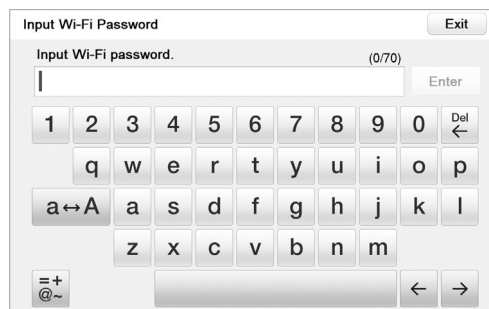 Input Wi-Fi Password Exit
Input Wi-Fi password. (0/70)
Enter
1 2 3 4 5 6 7 8 9 0 Del ←
q w e r t y u i o p
a↔A a s d f g h j k l
z x c v b n m
=+ @~ ← →